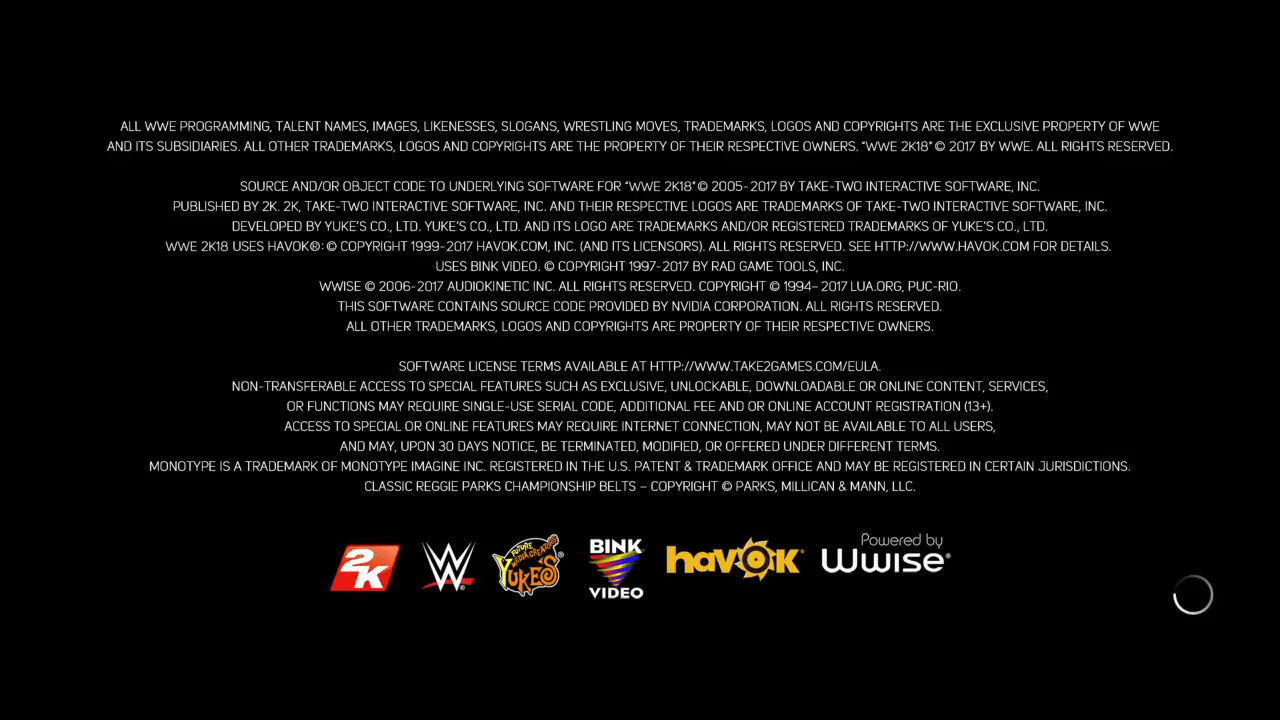 ALL WWE PROGRAMMING, TALENT NAMES, IMAGES, LIKENESSES, SLOGANS, WRESTLING MOVES, TRADEMARKS, LOGOS AND COPYRIGHTS ARE THE EXCLUSIVE PROPERTY OF WWE
AND ITS SUBSIDIARIES. ALL OTHER TRADEMARKS, LOGOS AND COPYRIGHTS ARE THE PROPERTY OF THEIR RESPECTIVE OWNERS. “WWE 2K18” © 2017 BY WWE. ALL RIGHTS RESERVED.
SOURCE AND/OR OBJECT CODE TO UNDERLYING SOFTWARE FOR “WWE 2K18” © 2005-2017 BY TAKE-TWO INTERACTIVE SOFTWARE, INC.
PUBLISHED BY 2K. 2K, TAKE-TWO INTERACTIVE SOFTWARE, INC. AND THEIR RESPECTIVE LOGOS ARE TRADEMARKS OF TAKE-TWO INTERACTIVE SOFTWARE, INC.
DEVELOPED BY YUKE'S CO., LTD. YUKE'S CO., LTD. AND ITS LOGO ARE TRADEMARKS AND/OR REGISTERED TRADEMARKS OF YUKE'S CO., LTD.
WWE 2K18 USES HAVOK®: © COPYRIGHT 1999-2017 HAVOK.COM, INC. (AND ITS LICENSORS). ALL RIGHTS RESERVED. SEE HTTP://WWW.HAVOK.COM FOR DETAILS.
USES BINK VIDEO. © COPYRIGHT 1997-2017 BY RAD GAME TOOLS, INC.
WWISE © 2006-2017 AUDIOKINETIC INC. ALL RIGHTS RESERVED. COPYRIGHT © 1994– 2017 LUA.ORG, PUC-RIO.
THIS SOFTWARE CONTAINS SOURCE CODE PROVIDED BY NVIDIA CORPORATION. ALL RIGHTS RESERVED.
ALL OTHER TRADEMARKS, LOGOS AND COPYRIGHTS ARE PROPERTY OF THEIR RESPECTIVE OWNERS.
SOFTWARE LICENSE TERMS AVAILABLE AT HTTP://WWW.TAKE2GAMES.COM/EULA.
NON-TRANSFERABLE ACCESS TO SPECIAL FEATURES SUCH AS EXCLUSIVE, UNLOCKABLE, DOWNLOADABLE OR ONLINE CONTENT, SERVICES,
OR FUNCTIONS MAY REQUIRE SINGLE-USE SERIAL CODE, ADDITIONAL FEE AND OR ONLINE ACCOUNT REGISTRATION (13+).
ACCESS TO SPECIAL OR ONLINE FEATURES MAY REQUIRE INTERNET CONNECTION, MAY NOT BE AVAILABLE TO ALL USERS,
AND MAY, UPON 30 DAYS NOTICE, BE TERMINATED, MODIFIED, OR OFFERED UNDER DIFFERENT TERMS.
MONOTYPE IS A TRADEMARK OF MONOTYPE IMAGINE INC. REGISTERED IN THE U.S. PATENT & TRADEMARK OFFICE AND MAY BE REGISTERED IN CERTAIN JURISDICTIONS.
CLASSIC REGGIE PARKS CHAMPIONSHIP BELTS – COPYRIGHT © PARKS, MILLICAN & MANN, LLC.
2K
W
FUTURE MEDIA CREATORS
YUKE'S®
BINK
VIDEO
havok
Powered by
Wwise®